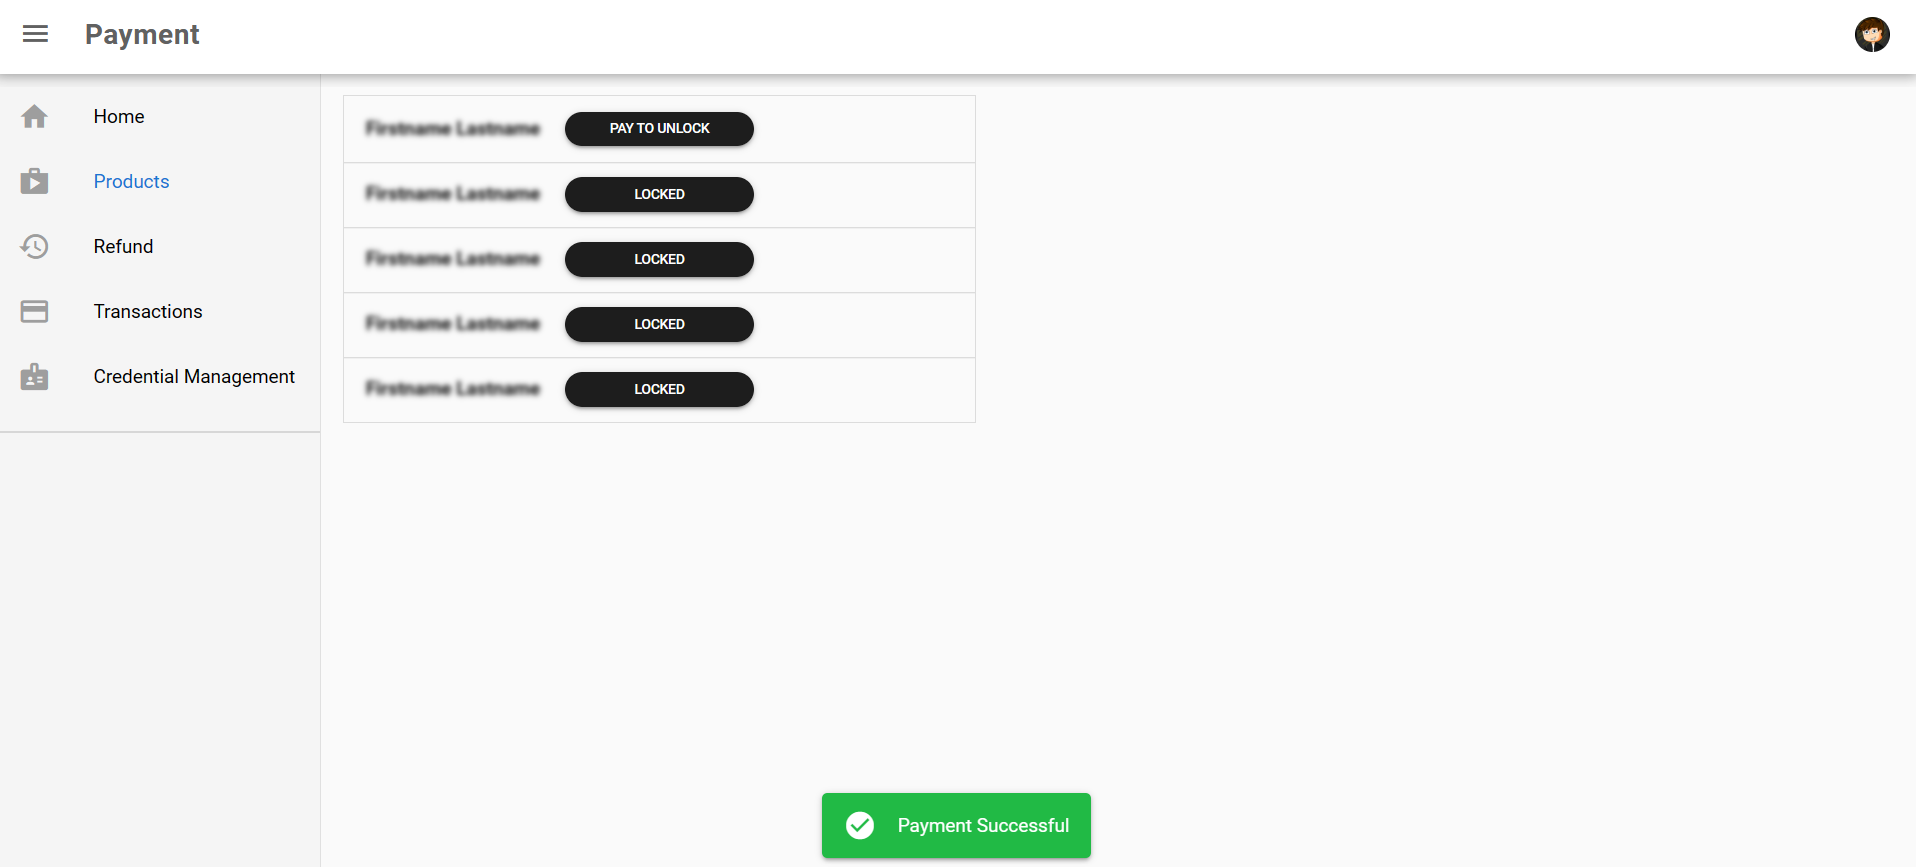 Payment
Home
Products
Refund
Transactions
Credential Management
Firstname Lastname PAY TO UNLOCK
Firstname Lastname LOCKED
Firstname Lastname LOCKED
Firstname Lastname LOCKED
Firstname Lastname LOCKED
Payment Successful